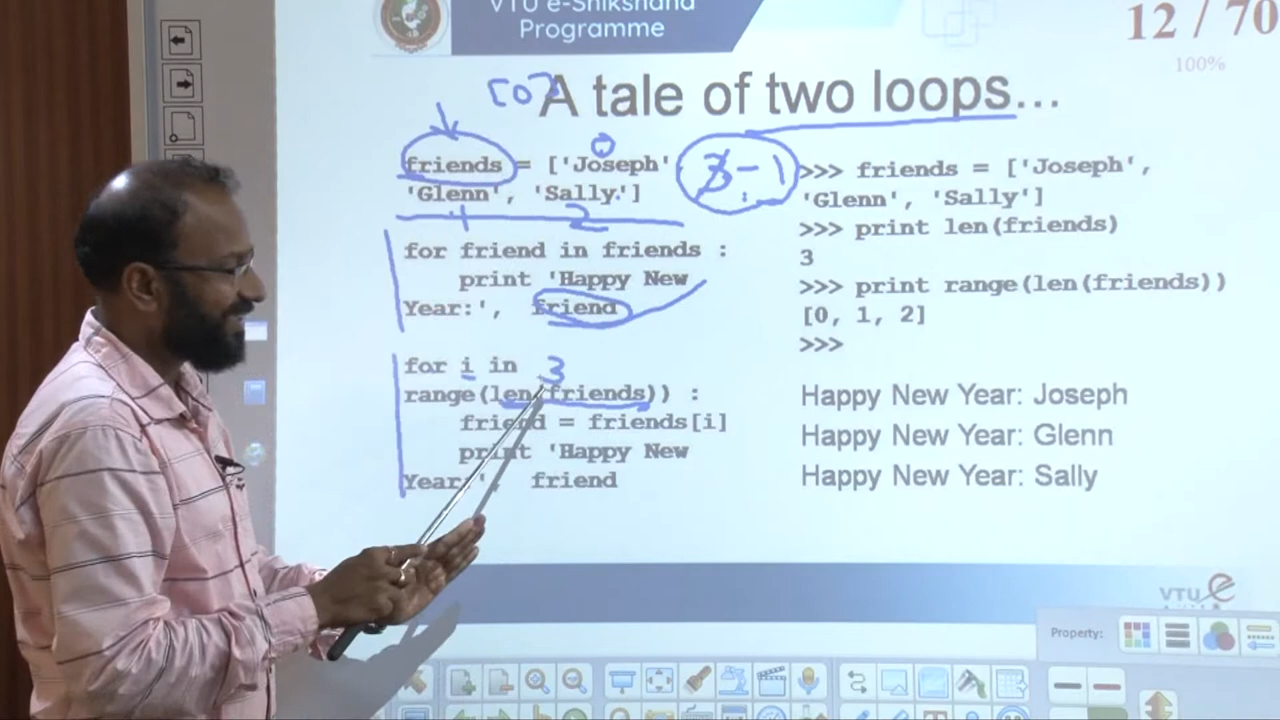 VTU e-Shikshana
Programme
12 / 70
100%
[0]
A tale of two loops...
friends = ['Joseph'
'Glenn', 'Sally']
0
1 2
3-1
for friend in friends :
print 'Happy New
Year:', friend
for i in
3
range(len(friends)) :
friend = friends[i]
print 'Happy New
Year:', friend
>>> friends = ['Joseph',
'Glenn', 'Sally']
>>> print len(friends)
3
>>> print range(len(friends))
[0, 1, 2]
>>>
Happy New Year: Joseph
Happy New Year: Glenn
Happy New Year: Sally
VTU e
Property: